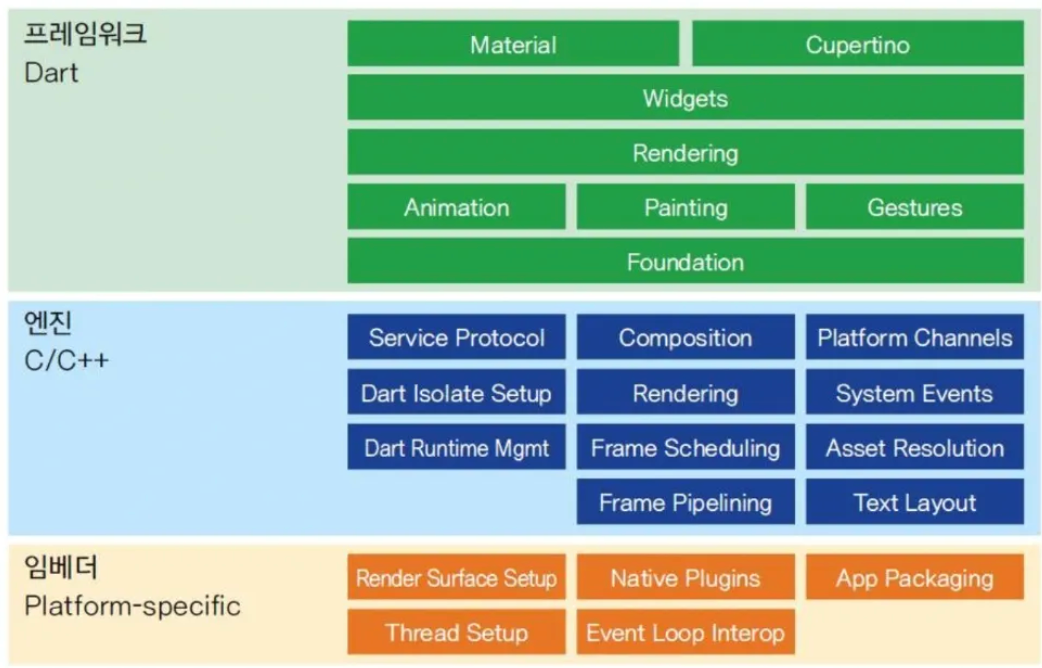 프레임워크
Dart
Material
Cupertino
Widgets
Rendering
Animation
Painting
Gestures
Foundation
엔진
C/C++
Service Protocol
Composition
Platform Channels
Dart Isolate Setup
Rendering
System Events
Dart Runtime Mgmt
Frame Scheduling
Asset Resolution
Frame Pipelining
Text Layout
임베더
Platform-specific
Render Surface Setup
Native Plugins
App Packaging
Thread Setup
Event Loop Interop